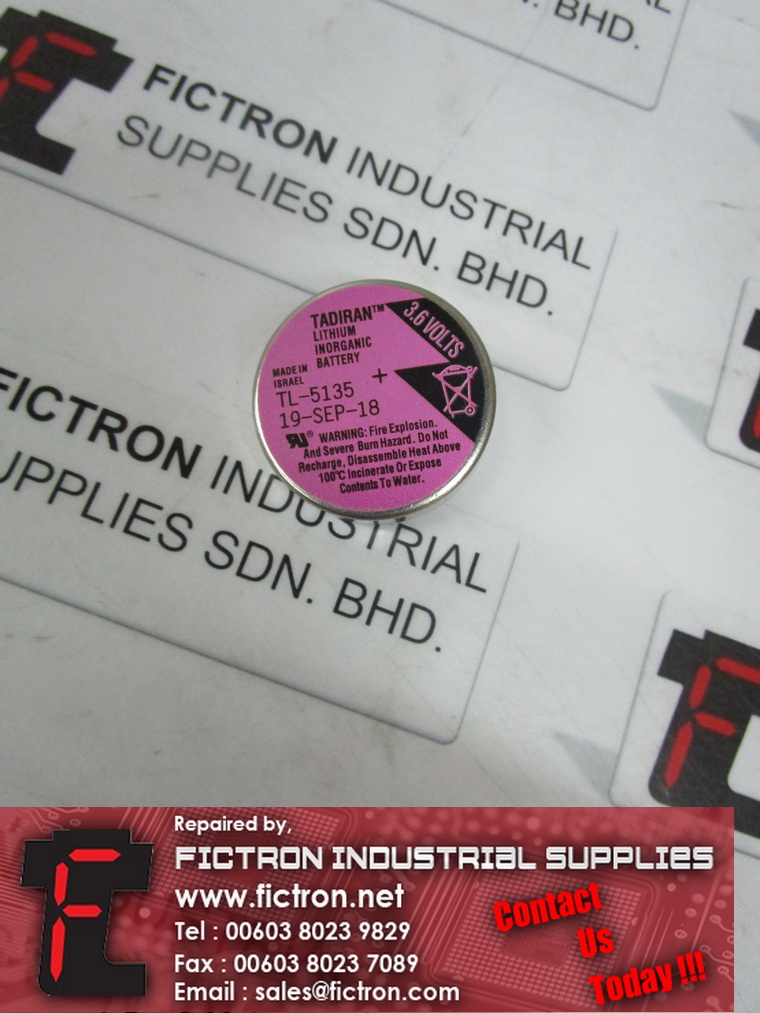 BHD.
FICTRON INDUSTRIAL
SUPPLIES SDN. BHD.
TADIRAN™
LITHIUM
INORGANIC
BATTERY
3.6 VOLTS
MADE IN
ISRAEL
+
TL-5135
19-SEP-18
WARNING: Fire Explosion.
And Severe Burn Hazard. Do Not
Recharge, Disassemble Heat Above
100°C Incinerate Or Expose
Contents To Water.
FICTRON INDUSTRIAL
UPPLIES SDN. BHD.
Repaired by,
FICTRON INDUSTRIAL SUPPLIES
www.fictron.net
Tel : 00603 8023 9829
Fax : 00603 8023 7089
Email : sales@fictron.com
Contact
Us
Today !!!